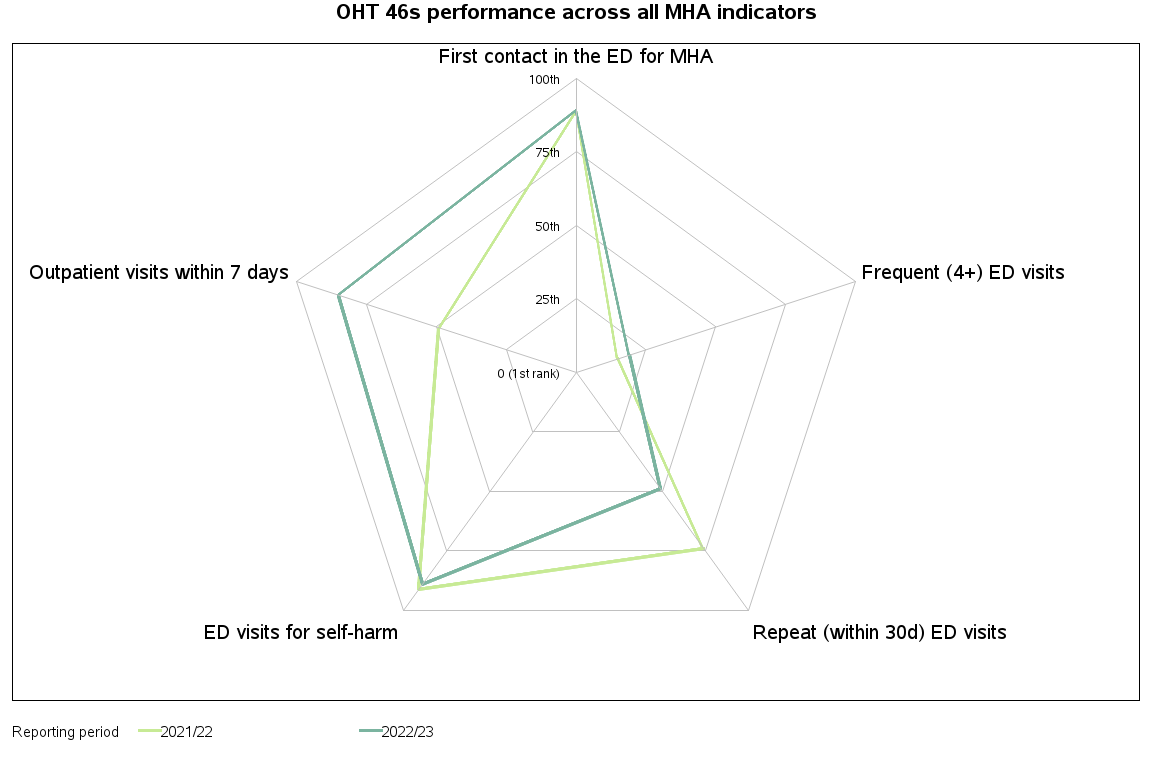 OHT 46s performance across all MHA indicators
First contact in the ED for MHA
100th
75th
50th
25th
0 (1st rank)
Outpatient visits within 7 days
Frequent (4+) ED visits
ED visits for self-harm
Repeat (within 30d) ED visits
Reporting period 2021/22 2022/23